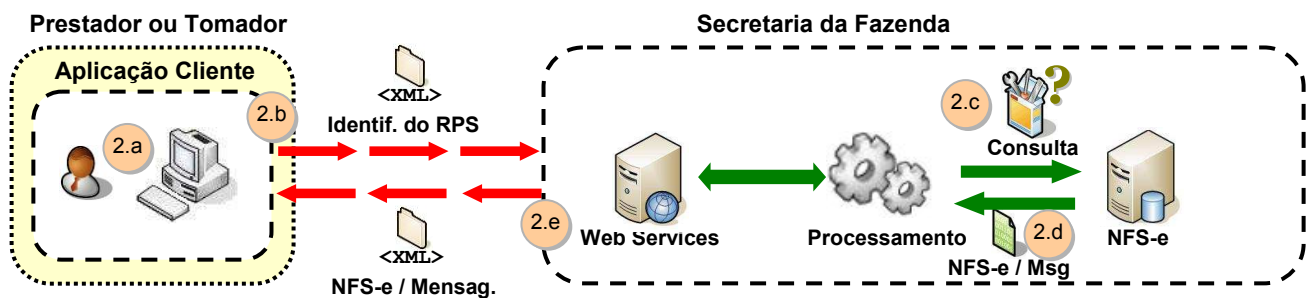 Prestador ou Tomador
Secretaria da Fazenda
Aplicação Cliente
<XML>
Identif. do RPS
2.a
2.b
2.c
?
Consulta
2.e
Web Services
Processamento
2.d
NFS-e / Msg
NFS-e
<XML>
NFS-e / Mensag.